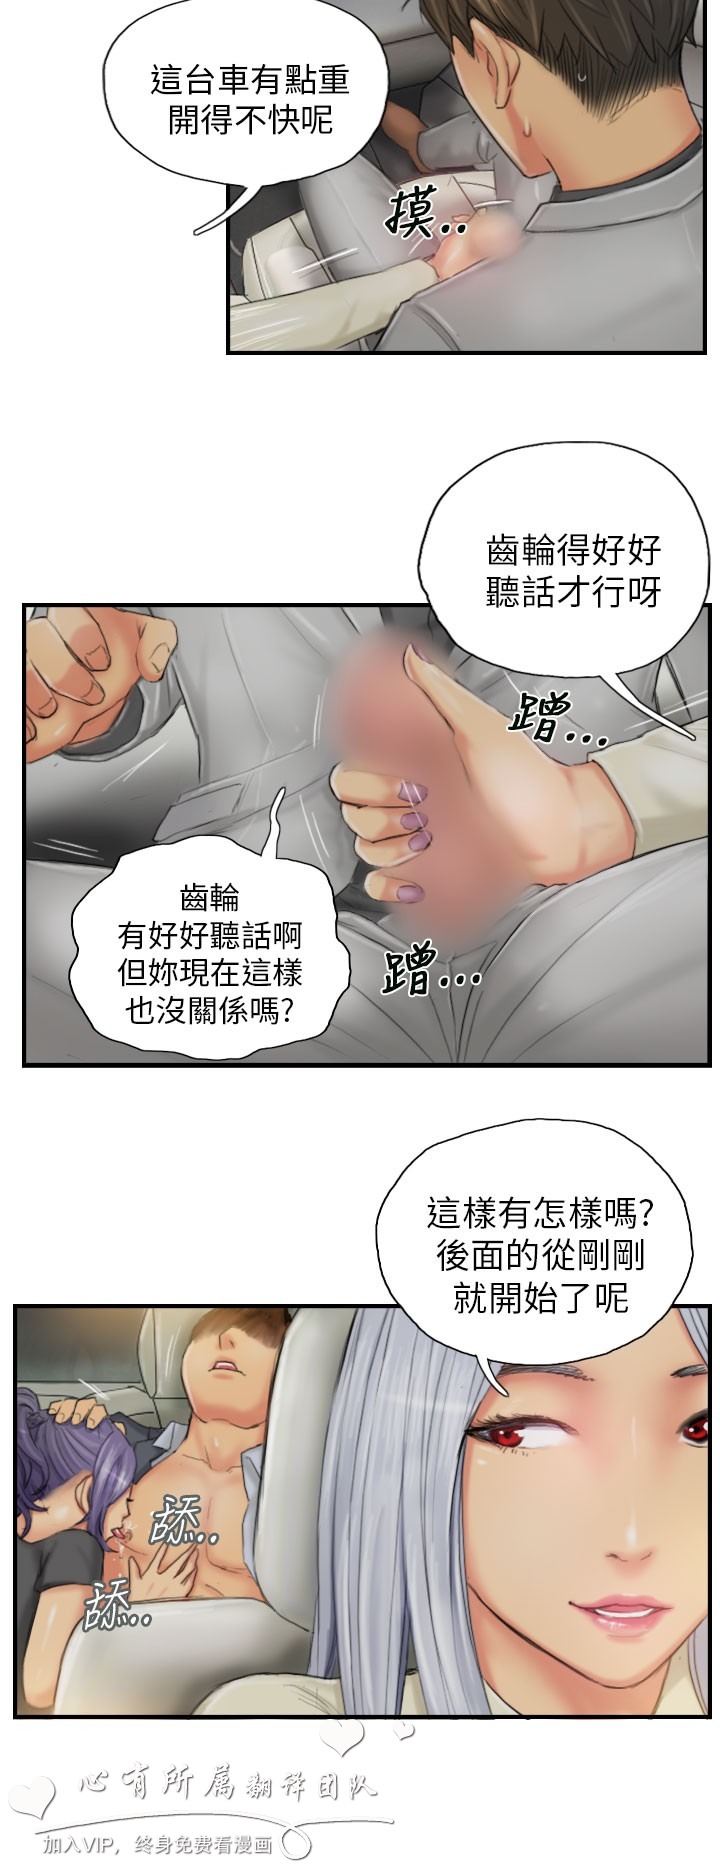 這台車有點重
開得不快呢
摸..
齒輪得好好
聽話才行呀
蹭...
齒輪
有好好聽話啊
但妳現在這樣
也沒關係嗎?
蹭...
這樣有怎樣嗎?
後面的從剛剛
就開始了呢
舔..
舔..
心有所属翻译团队
加入VIP，终身免费看漫画